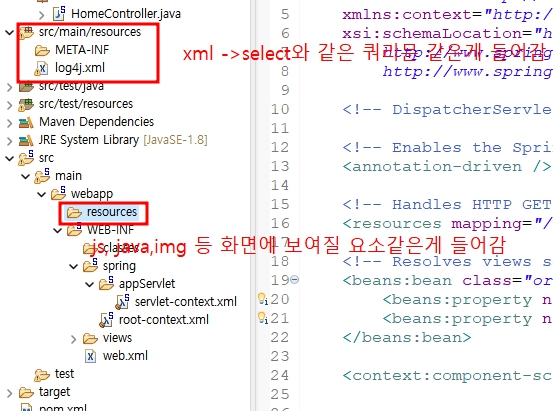 HomeController.java
src/main/resources
META-INF
log4j.xml
src/test/java
src/test/resources
Maven Dependencies
JRE System Library [JavaSE-1.8]
src
main
webapp
resources
WEB-INF
classes
spring
appServlet
servlet-context.xml
root-context.xml
views
web.xml
test
target
pom.xml
xml ->select와 같은 쿼리문 같은게 들어감
js, java,img 등 화면에 보여질 요소같은게 들어감
5 xmlns:context="http:/
6 xsi:schemaLocation="h
7 http://www.spring
8 http://www.spring
9
10 <!-- DispatcherServle
11
12 <!-- Enables the Spri
13 <annotation-driven />
14
15 <!-- Handles HTTP GET
16 <resources mapping="/
17
18 <!-- Resolves views s
19 <beans:bean class="or
20 <beans:property n
21 <beans:property n
22 </beans:bean>
23
24 <context:component-sc
25